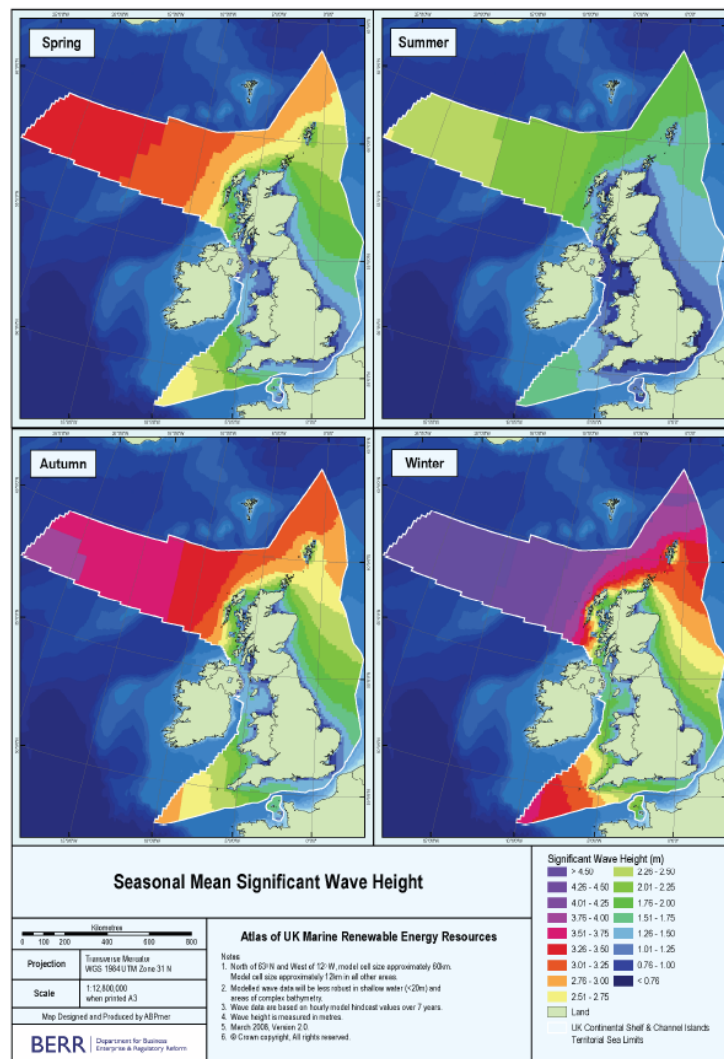 Spring
Summer
Autumn
Winter
Seasonal Mean Significant Wave Height
Kilometres
0 100 200 400 600 800
Projection
Transverse Mercator
WGS 1984 UTM Zone 31 N
Scale
1:12,800,000
when printed A3
Map Designed and Produced by ABPmer
BERR
Department for Business
Enterprise & Regulatory Reform
Atlas of UK Marine Renewable Energy Resources
Notes
1. North of 63°N and West of 12°W, model cell size approximately 60km.
Model cell size approximately 12km in all other areas.
2. Modelled wave data will be less robust in shallow water (<20m) and
areas of complex bathymetry.
3. Wave data are based on hourly model hindcast values over 7 years.
4. Wave height is measured in metres.
5. March 2008, Version 2.0.
6. © Crown copyright, All rights reserved.
Significant Wave Height (m)
> 4.50
4.26 - 4.50
4.01 - 4.25
3.76 - 4.00
3.51 - 3.75
3.26 - 3.50
3.01 - 3.25
2.76 - 3.00
2.51 - 2.75
2.26 - 2.50
2.01 - 2.25
1.76 - 2.00
1.51 - 1.75
1.26 - 1.50
1.01 - 1.25
0.76 - 1.00
< 0.76
Land
UK Continental Shelf & Channel Islands
Territorial Sea Limits